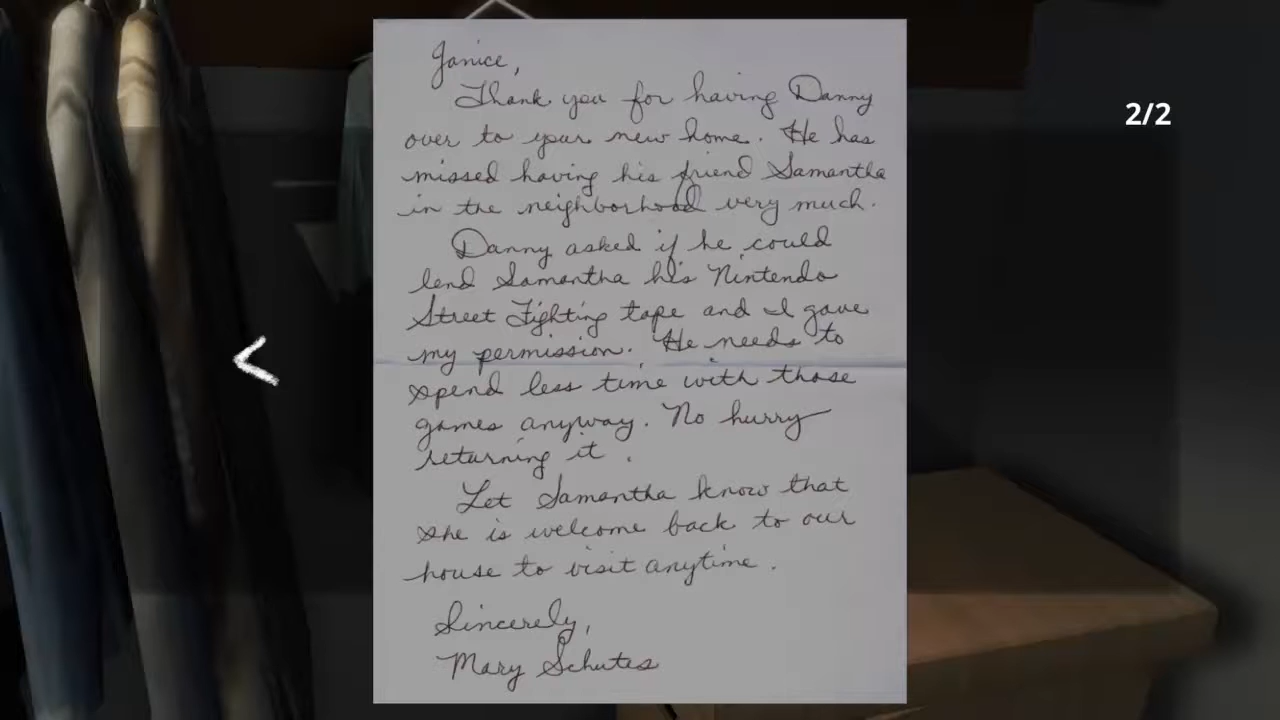 Janice,
Thank you for having Danny
over to your new home. He has
missed having his friend Samantha
in the neighborhood very much.
Danny asked if he could
lend Samantha his Nintendo
Street Fighting tape and I gave
my permission. He needs to
spend less time with those
games anyway. No hurry
returning it.
Let Samantha know that
she is welcome back to our
house to visit anytime.
Sincerely,
Mary Schutes
2/2